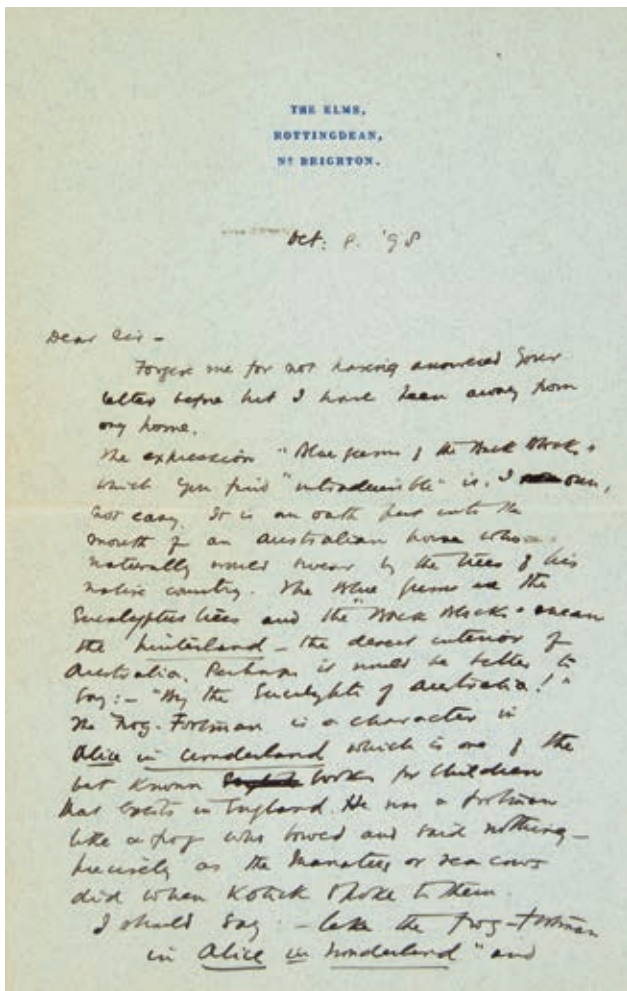 THE ELMS,
ROTTINGDEAN,
Nr BRIGHTON.
Oct: 8. '98
Dear Sir –
Forgive me for not having answered your
letter before but I have been away from
my home.
The expression "Blue gums of the Back Blocks"
which you find "intraduisible" is, I own,
not easy. It is an oath put into the
mouth of an Australian horse who
naturally would swear by the trees of his
native country. The Blue gums are the
Eucalyptus trees and the "Back Blocks" mean
the hinterland – the desert interior of
Australia. Perhaps it would be better to
say: – "By the Eucalypts of Australia!"
The Frog-Footman is a character in
Alice in Wonderland which is one of the
best known books for children
that exists in England. He was a footman
like a frog who bowed and said nothing –
precisely as the Manatees or sea cows
did when Kotick spoke to them.
I should say: – like the Frog-Footman
in Alice in Wonderland" and